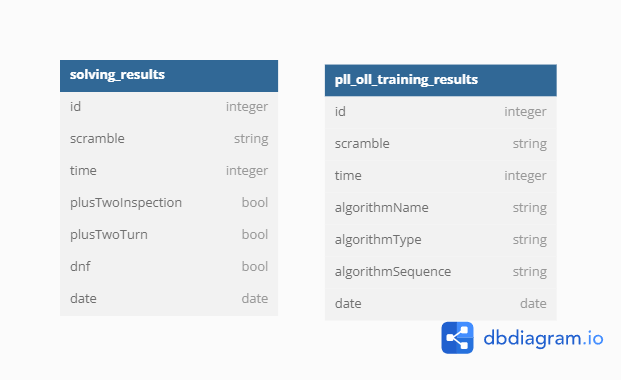 solving_results
id integer
scramble string
time integer
plusTwoInspection bool
plusTwoTurn bool
dnf bool
date date
pll_oll_training_results
id integer
scramble string
time integer
algorithmName string
algorithmType string
algorithmSequence string
date date
dbdiagram.io